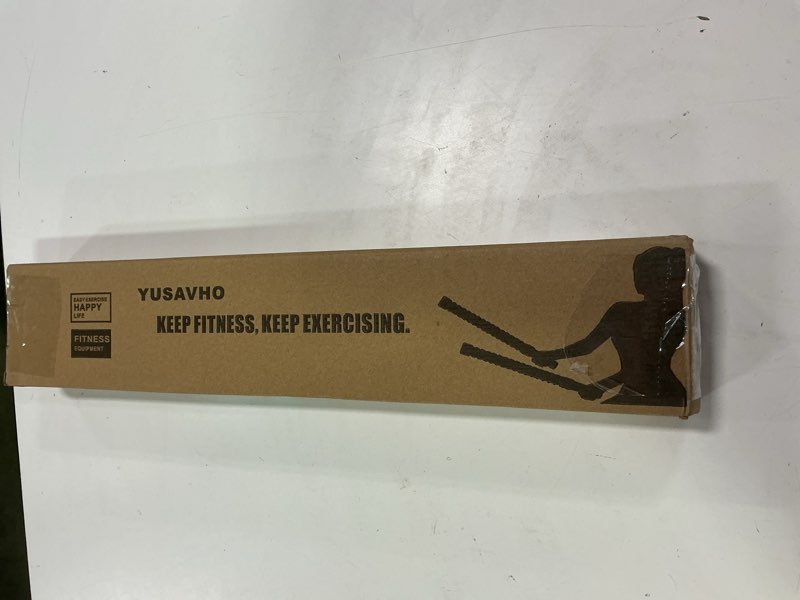 EASY EXERCISE
HAPPY
LIFE
FITNESS
EQUIPMENT
YUSAVHO
KEEP FITNESS, KEEP EXERCISING.